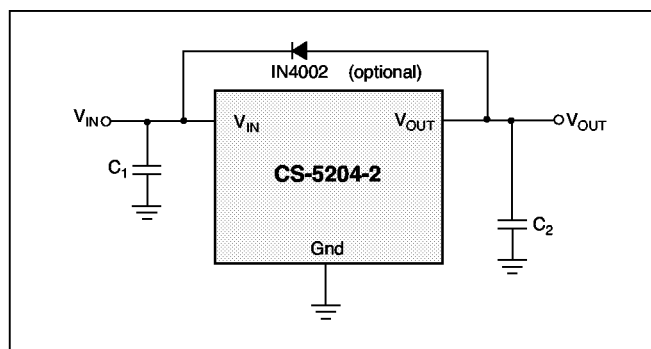 IN4002 (optional)
VIN
VIN
VOUT
VOUT
C1
CS-5204-2
C2
Gnd